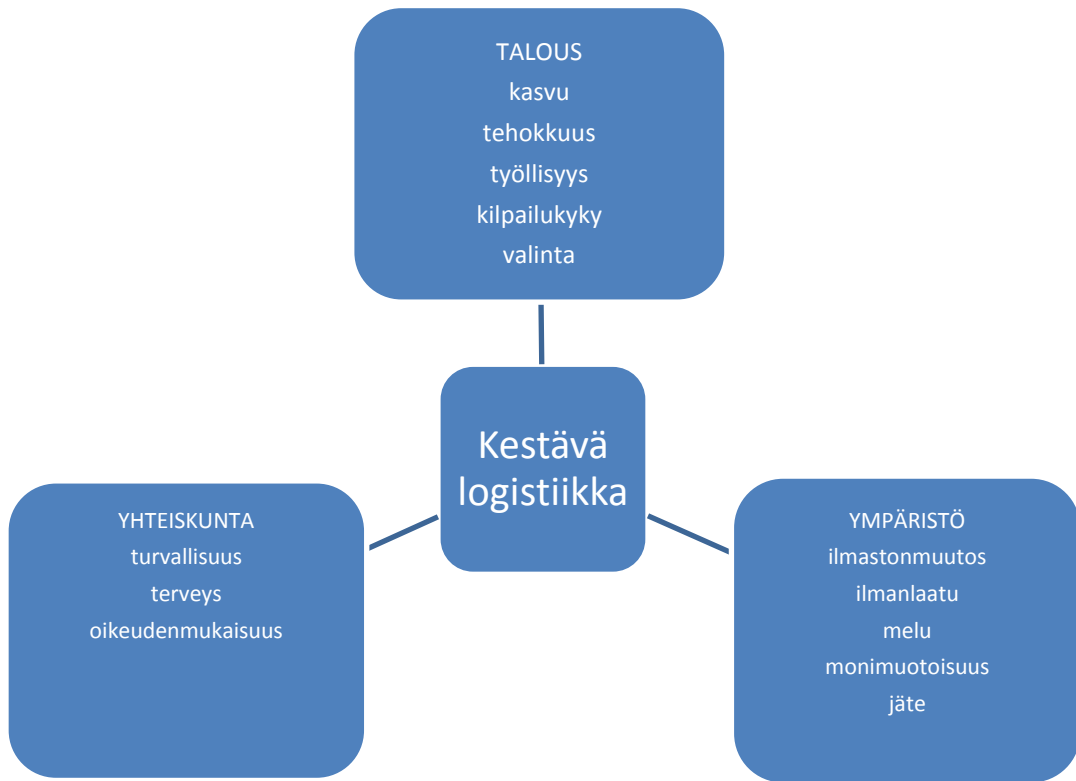 TALOUS
kasvu
tehokkuus
työllisyys
kilpailukyky
valinta
Kestävä
logistiikka
YHTEISKUNTA
turvallisuus
terveys
oikeudenmukaisuus
YMPÄRISTÖ
ilmastonmuutos
ilmanlaatu
melu
monimuotoisuus
jäte